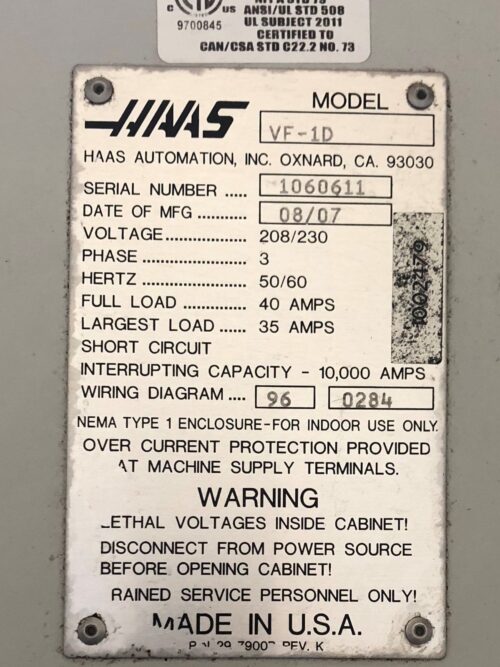 ANSI/UL STD 508
C US UL SUBJECT 2011
9700845 CERTIFIED TO
CAN/CSA STD C22.2 NO. 73
HAAS MODEL VF-1D
HAAS AUTOMATION, INC. OXNARD, CA. 93030
SERIAL NUMBER ..... 1060611
DATE OF MFG ........... 08/07
VOLTAGE.................. 208/230
PHASE ...................... 3
HERTZ ...................... 50/60
FULL LOAD .............. 40 AMPS
LARGEST LOAD ...... 35 AMPS
SHORT CIRCUIT
INTERRUPTING CAPACITY - 10,000 AMPS
WIRING DIAGRAM .... 96 0284
1002479
NEMA TYPE 1 ENCLOSURE-FOR INDOOR USE ONLY.
OVER CURRENT PROTECTION PROVIDED
AT MACHINE SUPPLY TERMINALS.
WARNING
LETHAL VOLTAGES INSIDE CABINET!
DISCONNECT FROM POWER SOURCE
BEFORE OPENING CABINET!
RAINED SERVICE PERSONNEL ONLY!
MADE IN U.S.A.
REV. K